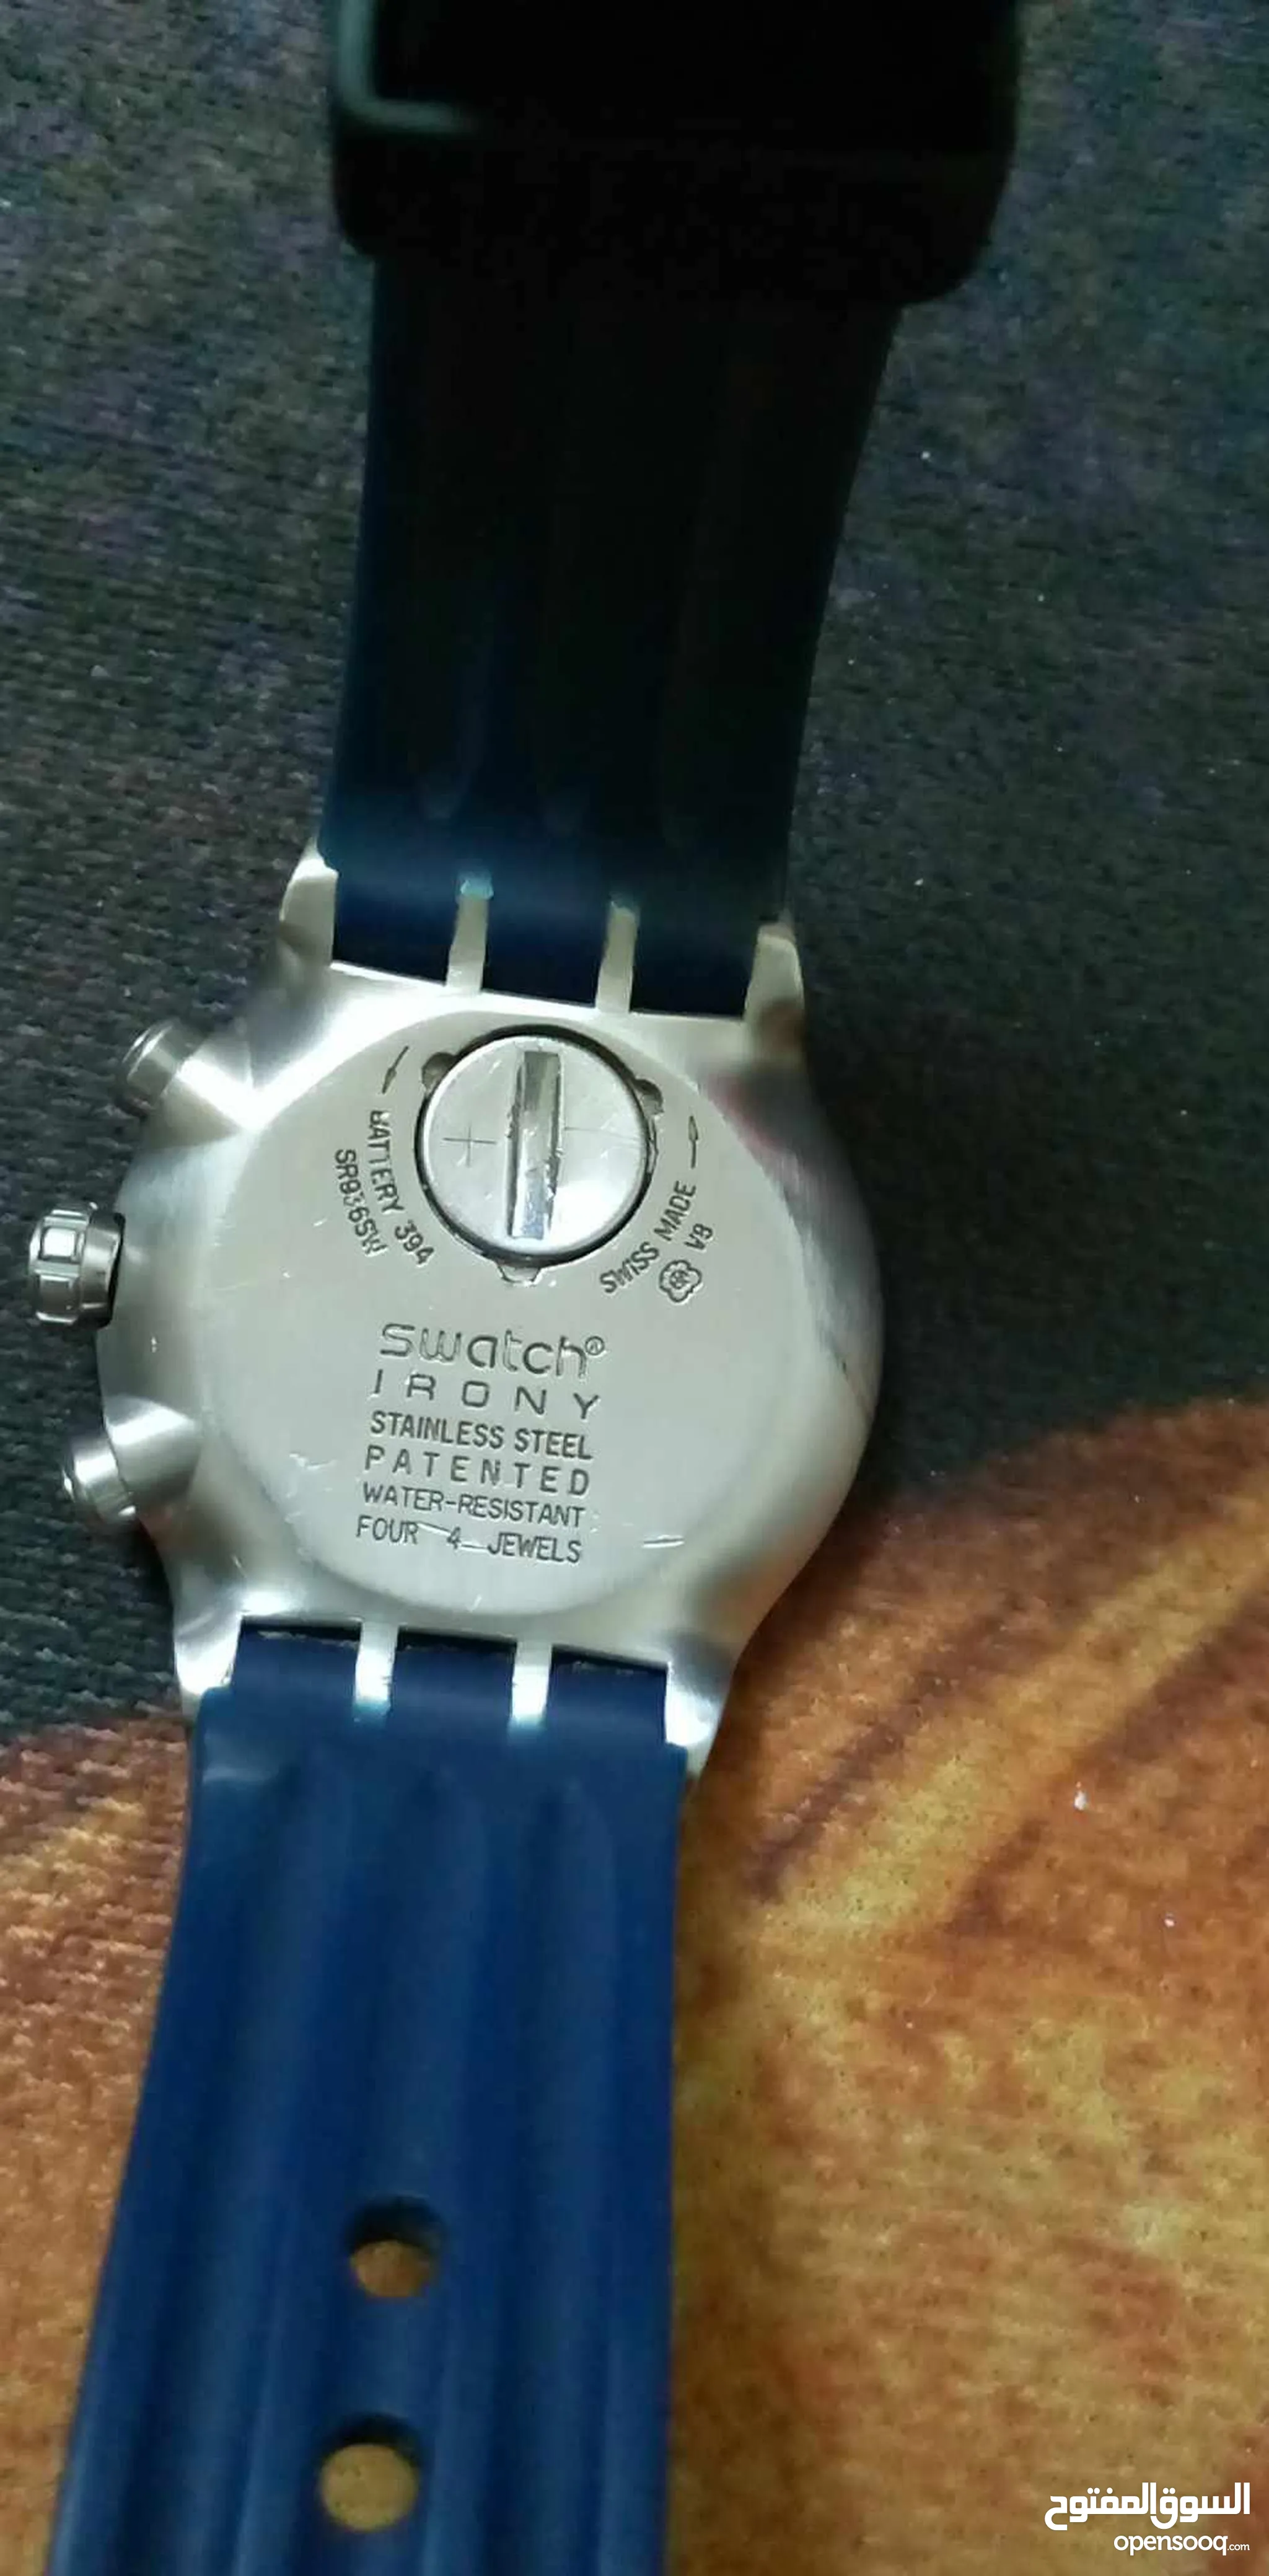 BATTERY 394
SR936SW
SWISS MADE
V8
swatch®
IRONY
STAINLESS STEEL
PATENTED
WATER-RESISTANT
FOUR 4 JEWELS
السوق المفتوح
opensooq.com